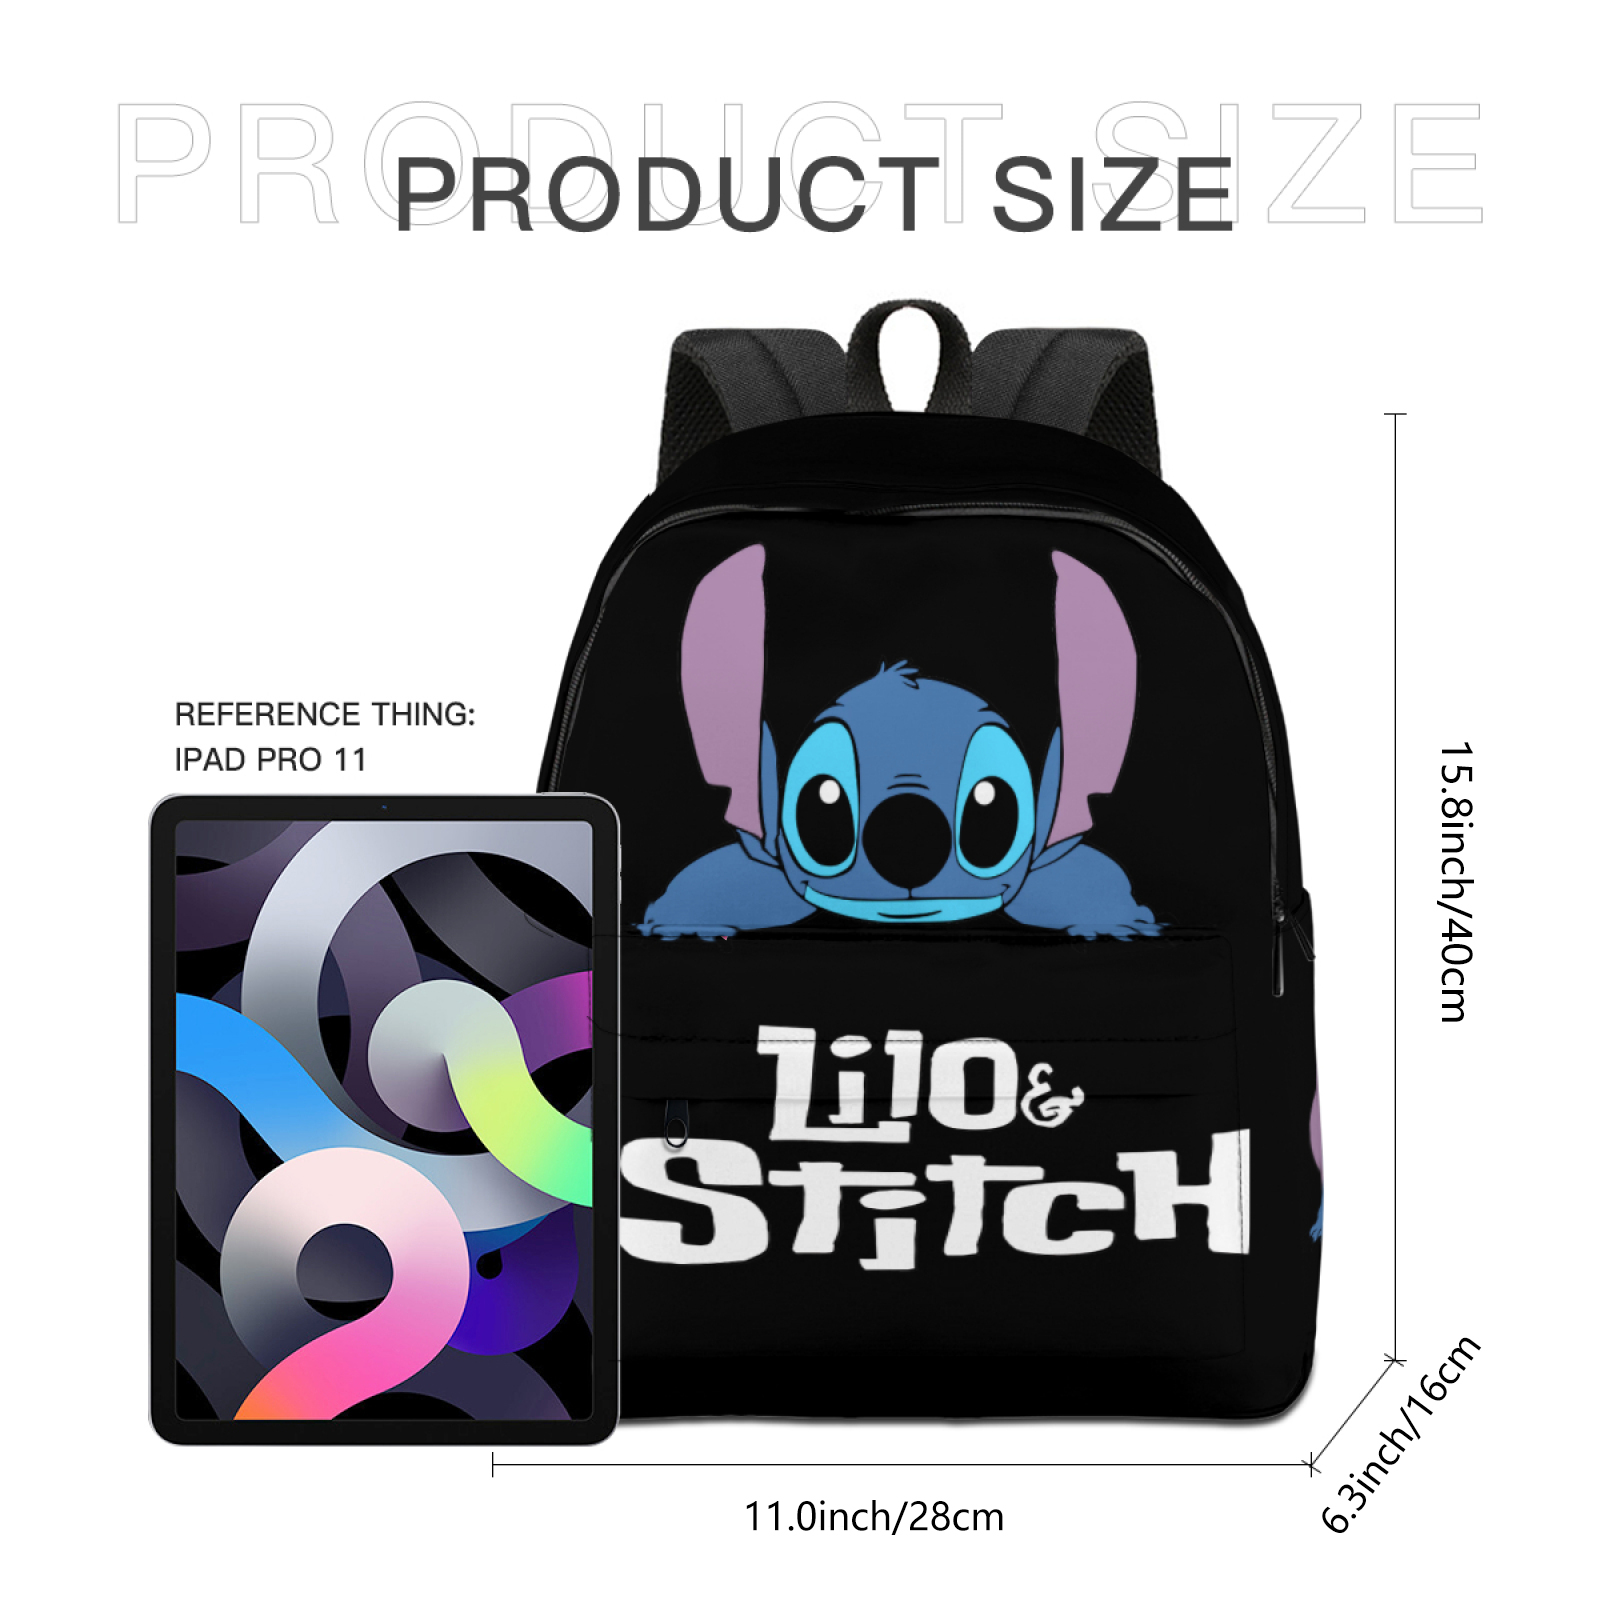 PRODUCT SIZE
PRODUCT SIZE
REFERENCE THING:
IPAD PRO 11
Lilo &
Stitch
15.8inch/40cm
6.3inch/16cm
11.0inch/28cm